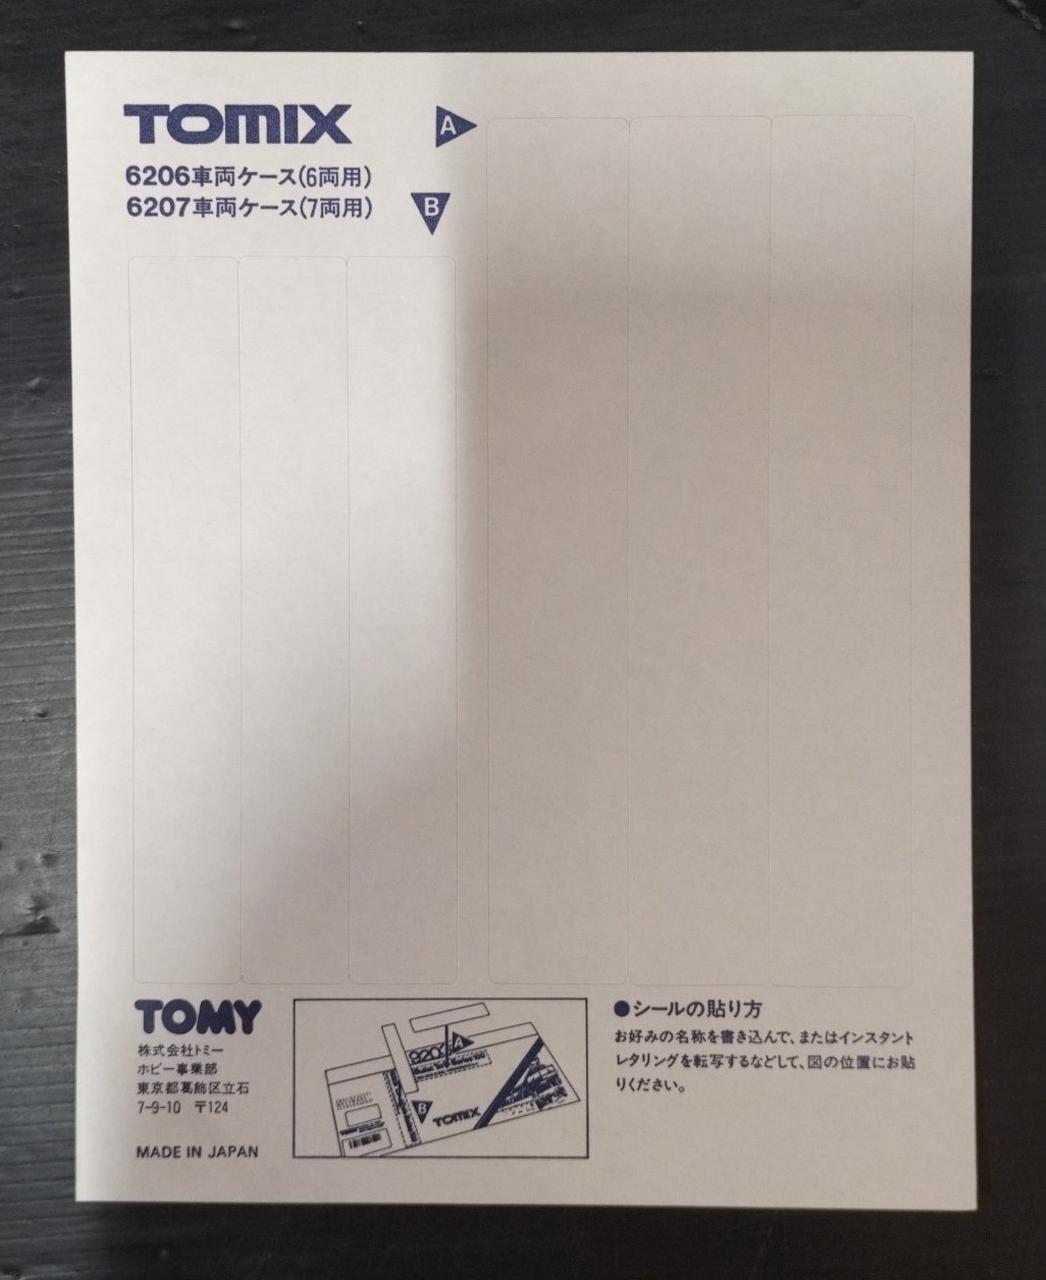 TOMIX
6206車両ケース(6両用)
6207車両ケース(7両用)
A
B
TOMY
株式会社トミー
ホビー事業部
東京都葛飾区立石
7-9-10 〒124
MADE IN JAPAN
A
B
TOMIX
●シールの貼り方
お好みの名称を書き込んで、またはインスタント
レタリングを転写するなどして、図の位置にお貼
りください。